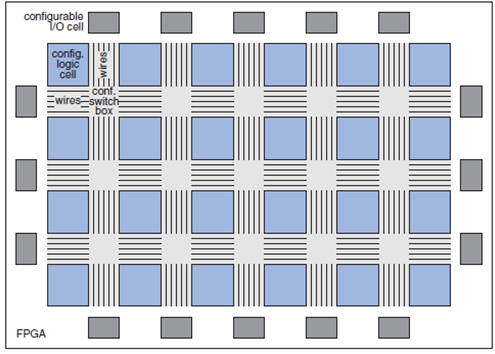 configurable
I/O cell
config.
logic
cell
wires
wires
conf.
switch
box
FPGA